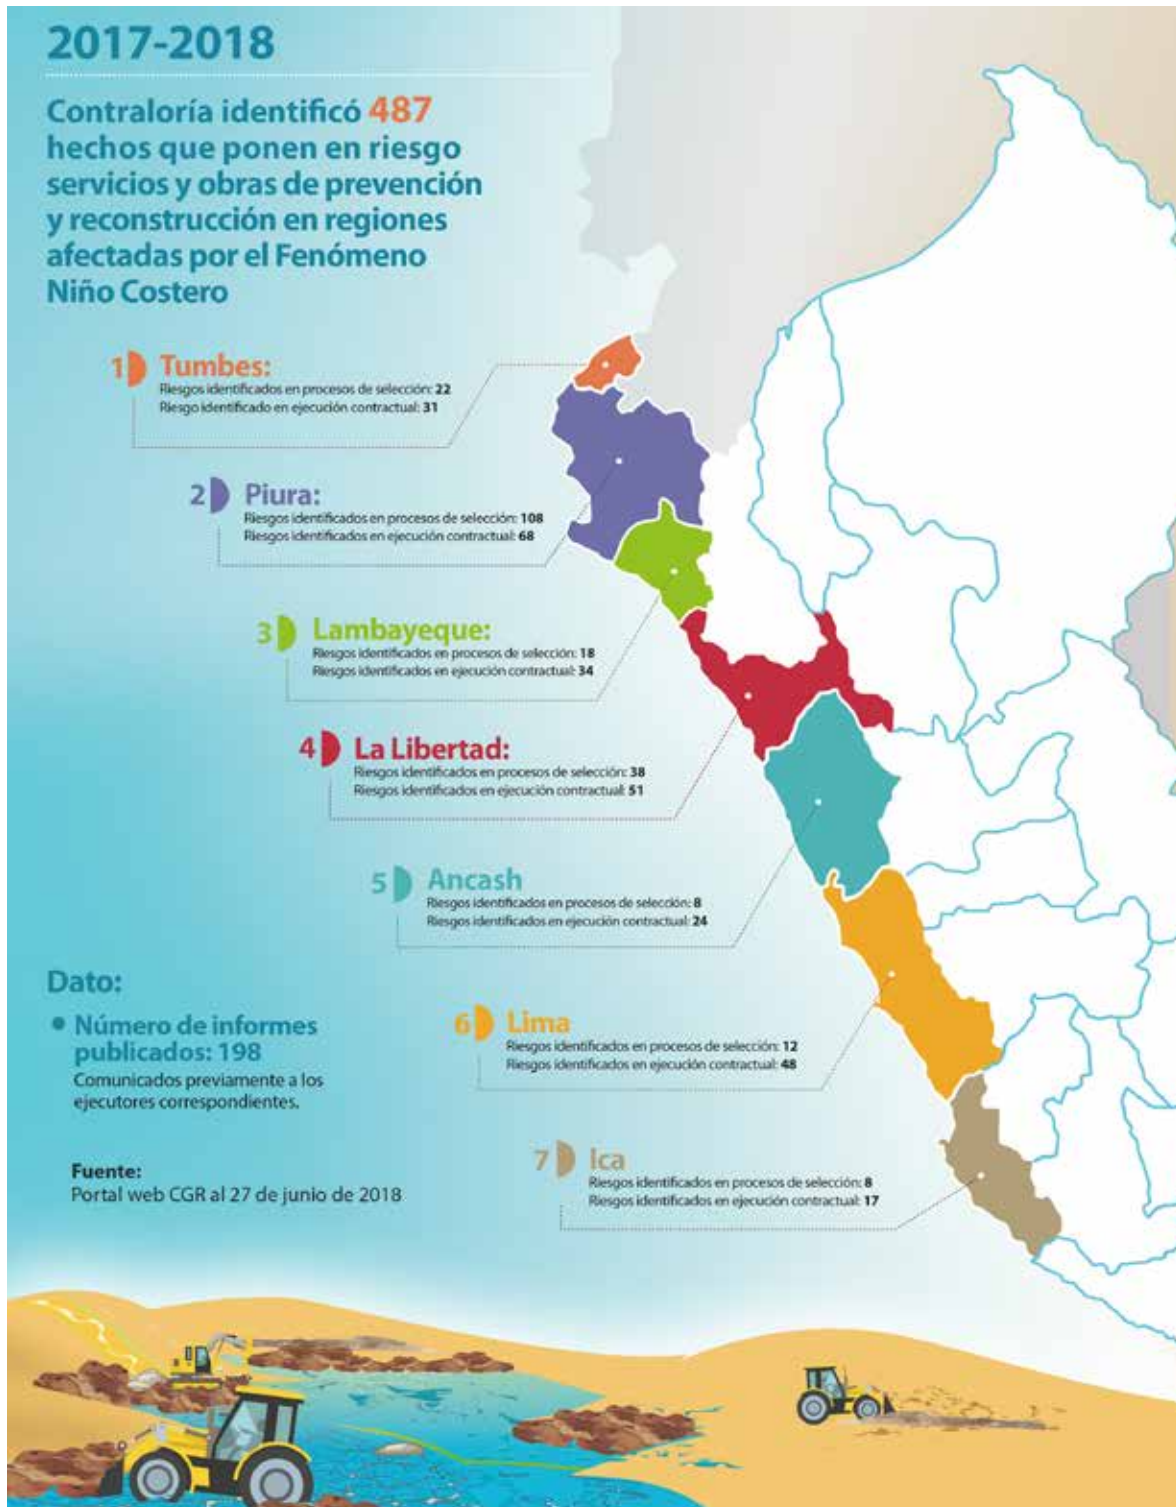 2017-2018
Contraloría identificó 487
hechos que ponen en riesgo
servicios y obras de prevención
y reconstrucción en regiones
afectadas por el Fenómeno
Niño Costero
1 Tumbes:
Riesgos identificados en procesos de selección: 22
Riesgo identificado en ejecución contractual: 31
2 Piura:
Riesgos identificados en procesos de selección: 108
Riesgos identificados en ejecución contractual: 68
3 Lambayeque:
Riesgos identificados en procesos de selección: 18
Riesgos identificados en ejecución contractual: 34
4 La Libertad:
Riesgos identificados en procesos de selección: 38
Riesgos identificados en ejecución contractual: 51
5 Ancash
Riesgos identificados en procesos de selección: 8
Riesgos identificados en ejecución contractual: 24
6 Lima
Riesgos identificados en procesos de selección: 12
Riesgos identificados en ejecución contractual: 48
7 Ica
Riesgos identificados en procesos de selección: 8
Riesgos identificados en ejecución contractual: 17
Dato:
• Número de informes
publicados: 198
Comunicados previamente a los
ejecutores correspondientes.
Fuente:
Portal web CGR al 27 de junio de 2018